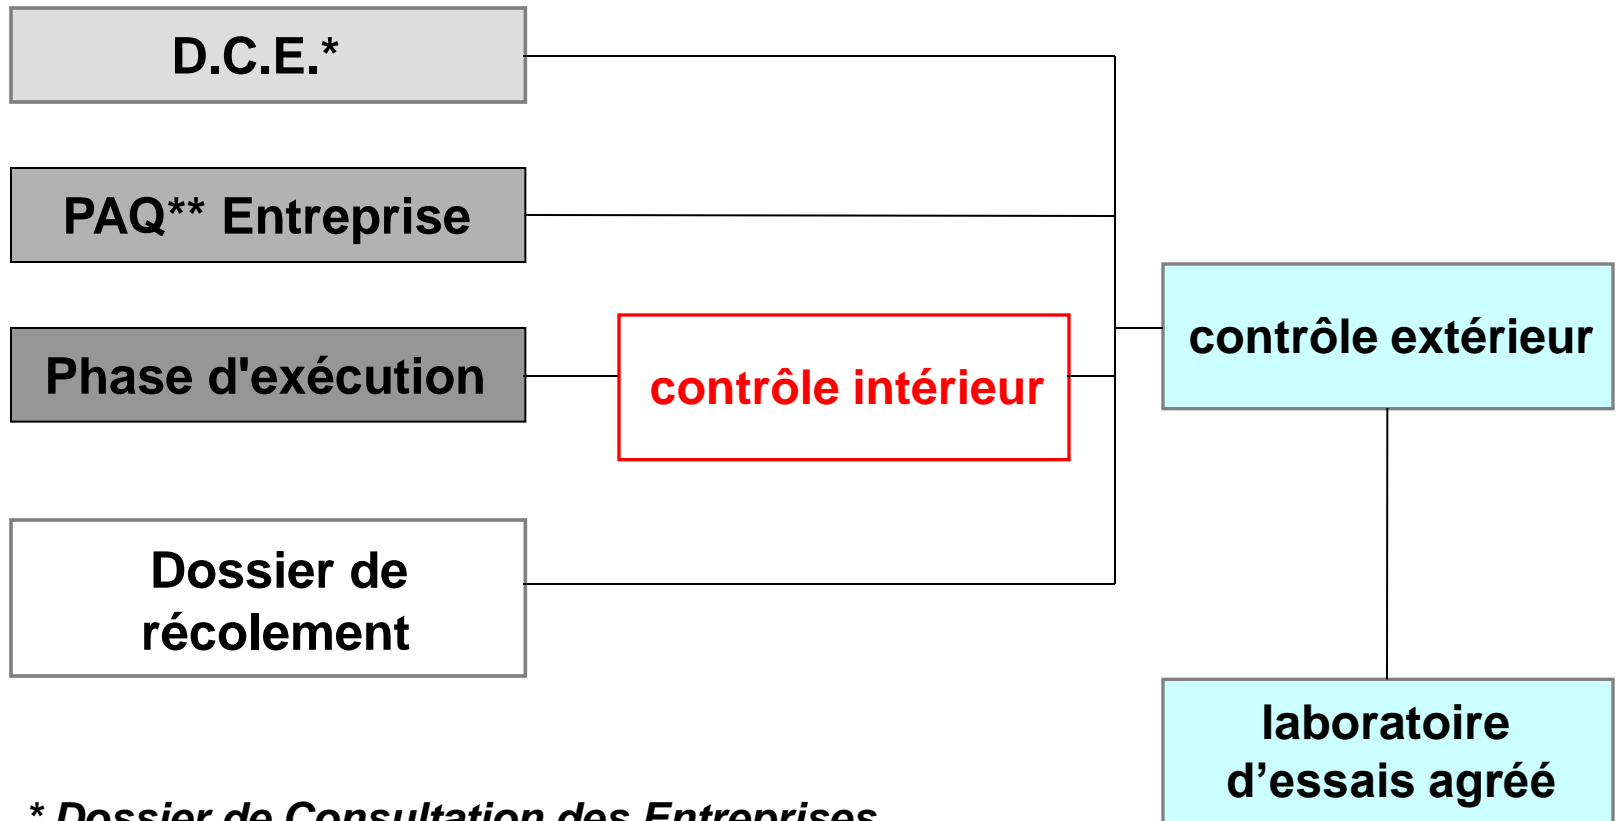 D.C.E.*
PAQ** Entreprise
contrôle extérieur
Phase d'exécution
contrôle intérieur
Dossier de
récolement
laboratoire
d’essais agréé
* Dossier de Consultation des Entreprises